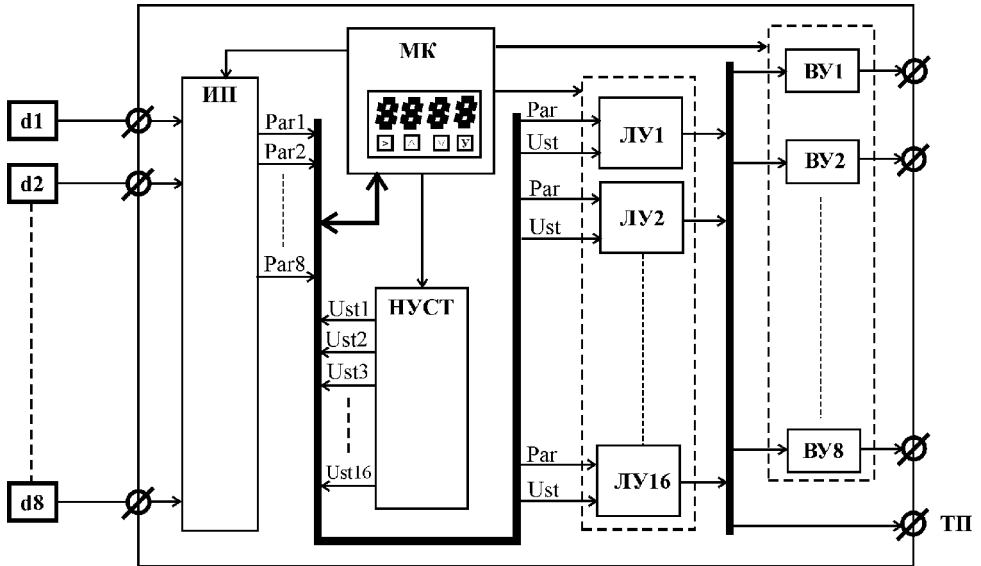 МК
8888
> ^ \/ У
ИП
d1
d2
d8
Par1
Par2
Par8
НУСТ
Ust1
Ust2
Ust3
Ust16
Par
Ust
ЛУ1
Par
Ust
ЛУ2
Par
Ust
ЛУ16
ВУ1
ВУ2
ВУ8
ТП